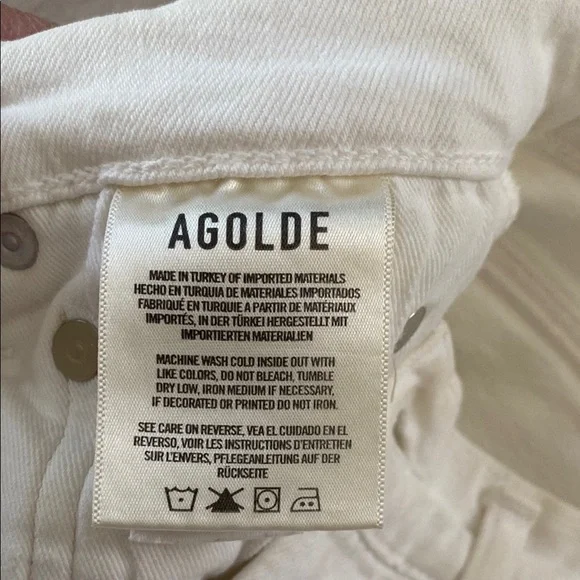 AGOLDE
MADE IN TURKEY OF IMPORTED MATERIALS
HECHO EN TURQUIA DE MATERIALES IMPORTADOS
FABRIQUÉ EN TURQUIE A PARTIR DE MATÉRIAUX
IMPORTÉS, IN DER TÜRKEI HERGESTELLT MIT
IMPORTIERTEN MATERIALIEN
MACHINE WASH COLD INSIDE OUT WITH
LIKE COLORS, DO NOT BLEACH, TUMBLE
DRY LOW, IRON MEDIUM IF NECESSARY,
IF DECORATED OR PRINTED DO NOT IRON.
SEE CARE ON REVERSE, VEA EL CUIDADO EN EL
REVERSO, VOIR LES INSTRUCTIONS D'ENTRETIEN
SUR L'ENVERS, PFLEGEANLEITUNG AUF DER
RÜCKSEITE